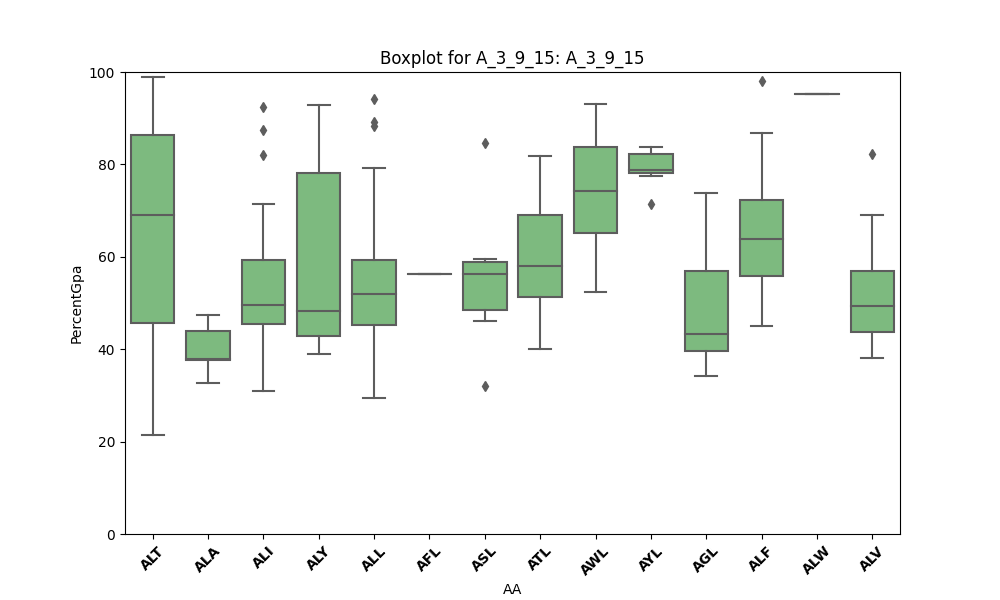 Boxplot for A_3_9_15: A_3_9_15
PercentGpa
100
80
60
40
20
0
ALT ALA ALI ALY ALL AFL ASL ATL AWL AYL AGL ALF ALW ALV
AA